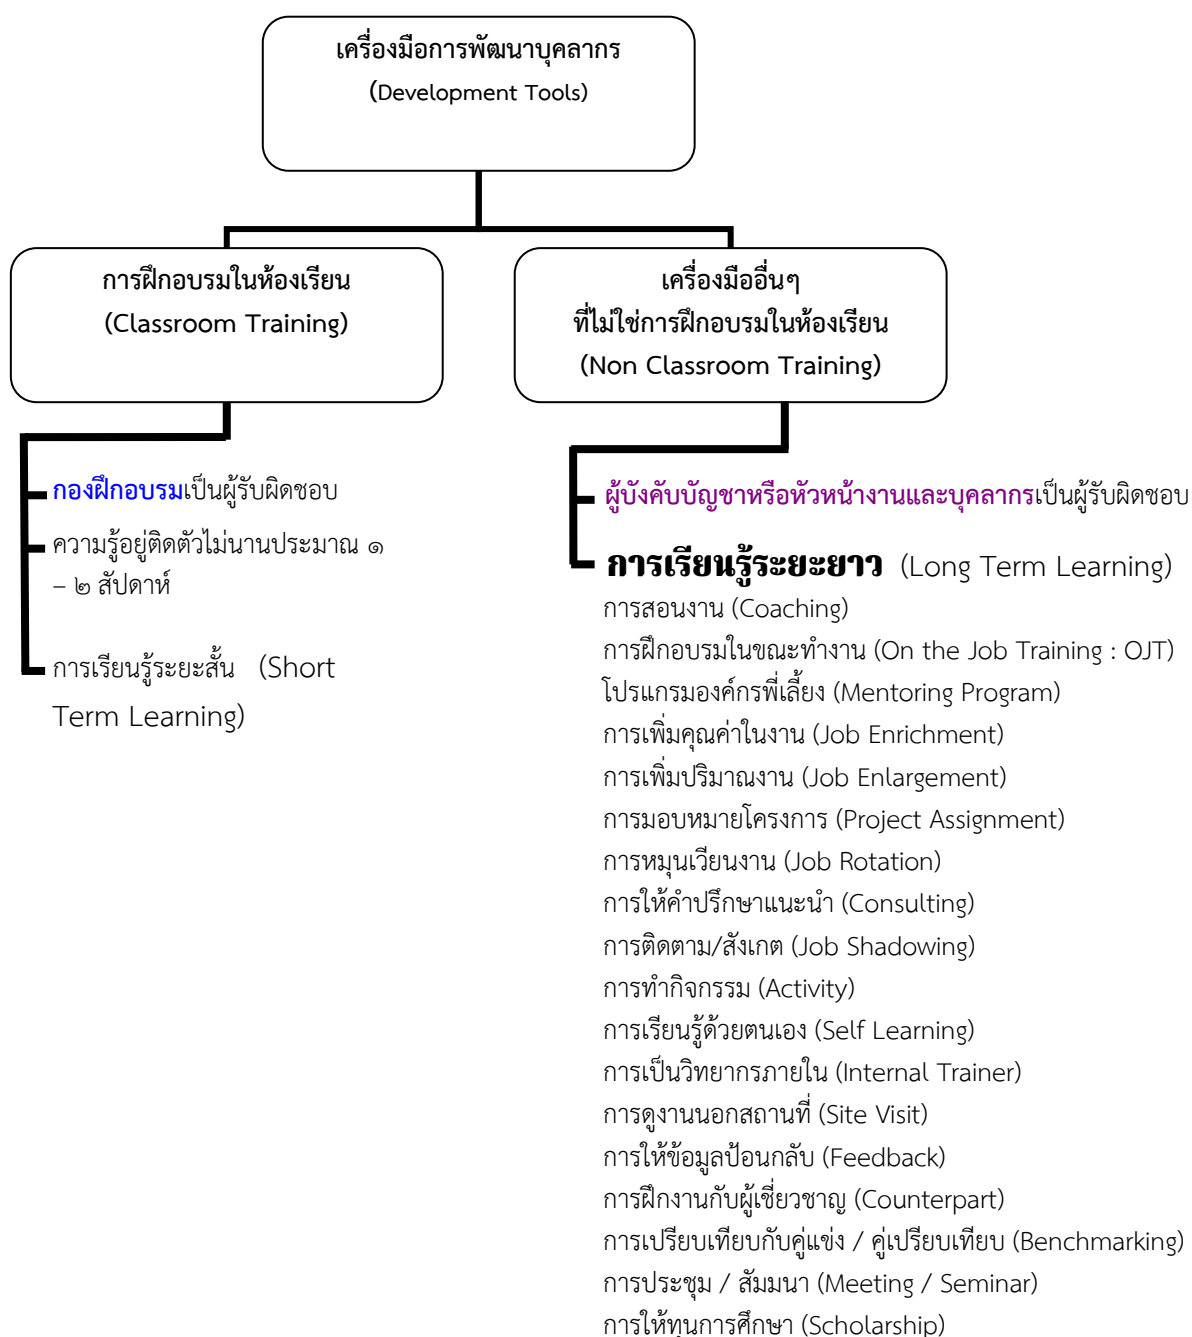 เครื่องมือการพัฒนาบุคลากร
(Development Tools)
การฝึกอบรมในห้องเรียน
(Classroom Training)
เครื่องมืออื่นๆ
ที่ไม่ใช่การฝึกอบรมในห้องเรียน
(Non Classroom Training)
กองฝึกอบรมเป็นผู้รับผิดชอบ
ความรู้อยู่ติดตัวไม่นานประมาณ ๑
– ๒ สัปดาห์
การเรียนรู้ระยะสั้น (Short
Term Learning)
ผู้บังคับบัญชาหรือหัวหน้างานและบุคลากรเป็นผู้รับผิดชอบ
การเรียนรู้ระยะยาว (Long Term Learning)
การสอนงาน (Coaching)
การฝึกอบรมในขณะทำงาน (On the Job Training : OJT)
โปรแกรมองค์กรพี่เลี้ยง (Mentoring Program)
การเพิ่มคุณค่าในงาน (Job Enrichment)
การเพิ่มปริมาณงาน (Job Enlargement)
การมอบหมายโครงการ (Project Assignment)
การหมุนเวียนงาน (Job Rotation)
การให้คำปรึกษาแนะนำ (Consulting)
การติดตาม/สังเกต (Job Shadowing)
การทำกิจกรรม (Activity)
การเรียนรู้ด้วยตนเอง (Self Learning)
การเป็นวิทยากรภายใน (Internal Trainer)
การดูงานนอกสถานที่ (Site Visit)
การให้ข้อมูลป้อนกลับ (Feedback)
การฝึกงานกับผู้เชี่ยวชาญ (Counterpart)
การเปรียบเทียบกับคู่แข่ง / คู่เปรียบเทียบ (Benchmarking)
การประชุม / สัมมนา (Meeting / Seminar)
การให้ทุนการศึกษา (Scholarship)